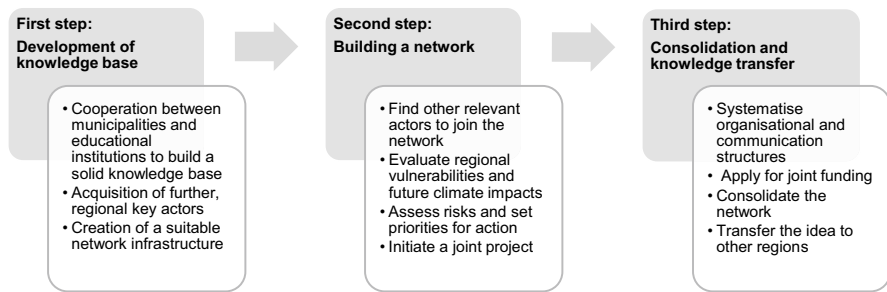 First step:
Development of
knowledge base
• Cooperation between
municipalities and
educational
institutions to build a
solid knowledge base
• Acquisition of further,
regional key actors
• Creation of a suitable
network infrastructure
Second step:
Building a network
• Find other relevant
actors to join the
network
• Evaluate regional
vulnerabilities and
future climate impacts
• Assess risks and set
priorities for action
• Initiate a joint project
Third step:
Consolidation and
knowledge transfer
• Systematise
organisational and
communication
structures
• Apply for joint funding
• Consolidate the
network
• Transfer the idea to
other regions